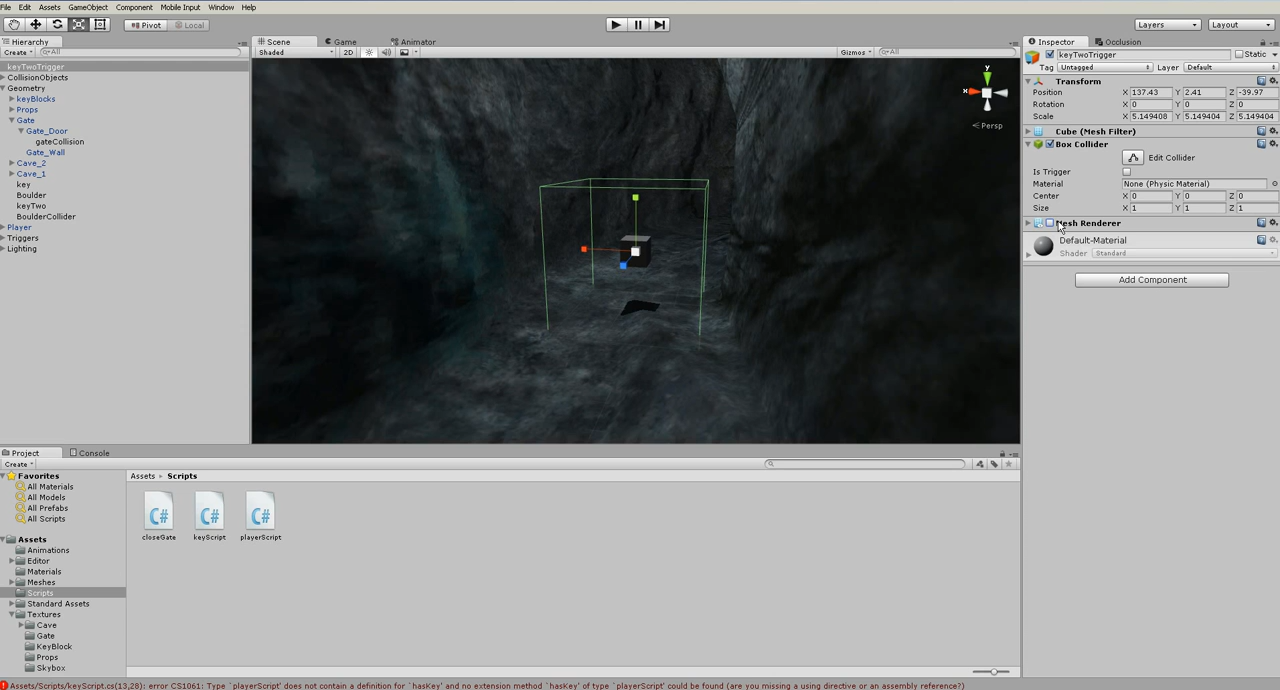 File Edit Assets GameObject Component Mobile Input Window Help
Pivot Local Layers Layout
Hierarchy
Create All
keyTwoTrigger
CollisionObjects
Geometry
keyBlocks
Props
Gate
Gate_Door
gateCollision
Gate_Wall
Cave_2
Cave_1
key
Boulder
keyTwo
BoulderCollider
Player
Triggers
Lighting
Scene Game Animator
Shaded 2D Gizmos All
y
x
Persp
Inspector Occlusion
keyTwoTrigger Static
Tag Untagged Layer Default
Transform
Position X 137.43 Y 2.41 Z -39.97
Rotation X 0 Y 0 Z 0
Scale X 5.149408 Y 5.149404 Z 5.149404
Cube (Mesh Filter)
Box Collider
Edit Collider
Is Trigger
Material None (Physic Material)
Center X 0 Y 0 Z 0
Size X 1 Y 1 Z 1
Mesh Renderer
Default-Material
Shader Standard
Add Component
Project Console
Create
Favorites
All Materials
All Models
All Prefabs
All Scripts
Assets
Animations
Editor
Materials
Meshes
Scripts
Standard Assets
Textures
Cave
Gate
KeyBlock
Props
Skybox
Assets Scripts
C# C# C#
closeGate keyScript playerScript
Assets/Scripts/keyScript.cs(13,28): error CS1061: Type `playerScript' does not contain a definition for `hasKey' and no extension method `hasKey' of type `playerScript' could be found (are you missing a using directive or an assembly reference?)